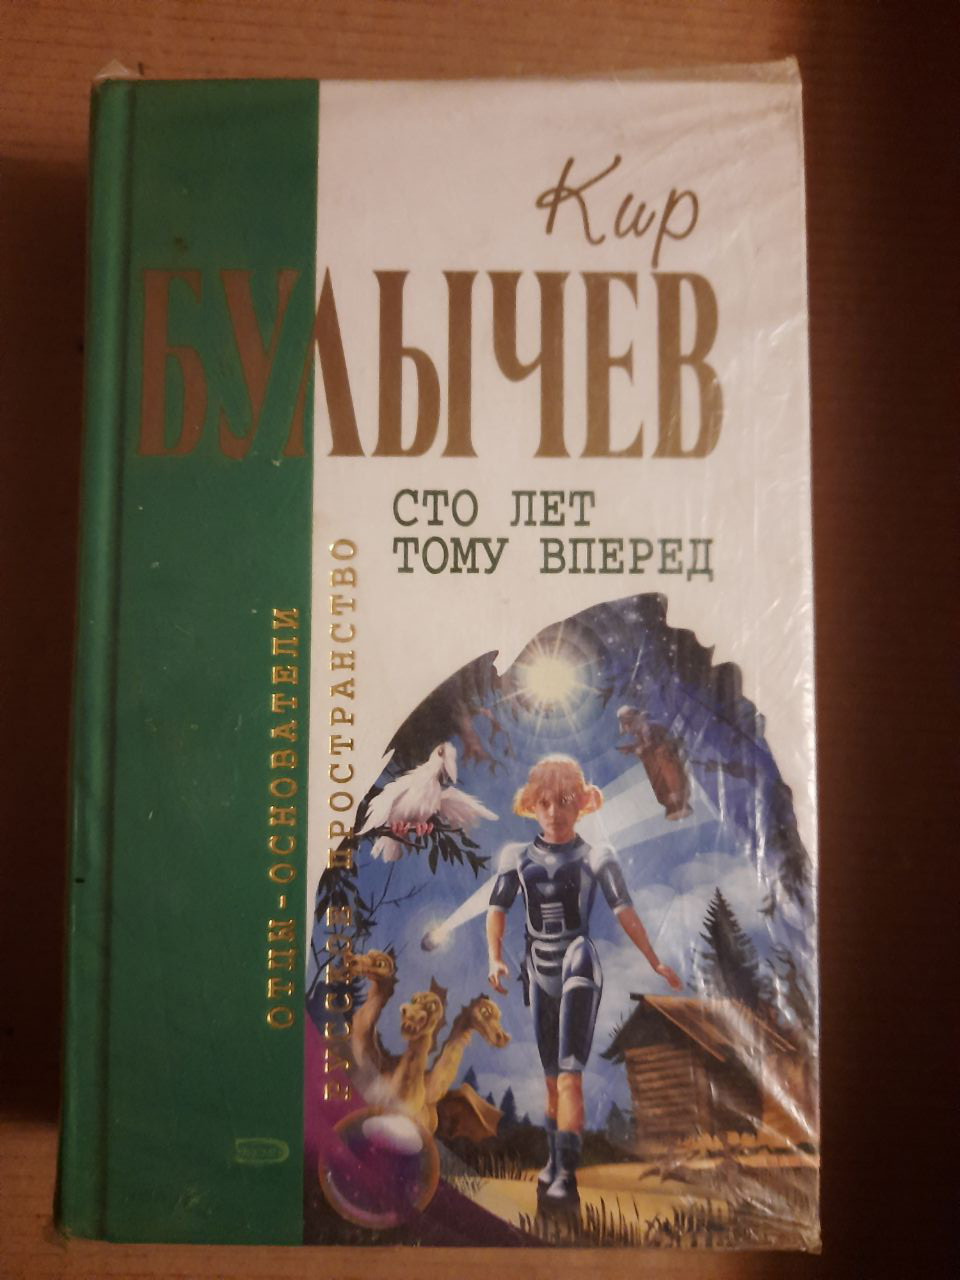 Кир
БУЛЫЧЕВ
СТО ЛЕТ
ТОМУ ВПЕРЕД
ОТЦЫ-ОСНОВАТЕЛИ
РУССКОЕ ПРОСТРАНСТВО